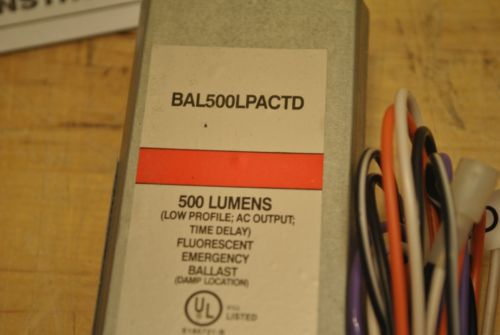 BAL500LPACTD
500 LUMENS
(LOW PROFILE; AC OUTPUT;
TIME DELAY)
FLUORESCENT
EMERGENCY
BALLAST
(DAMP LOCATION)
UL
LISTED